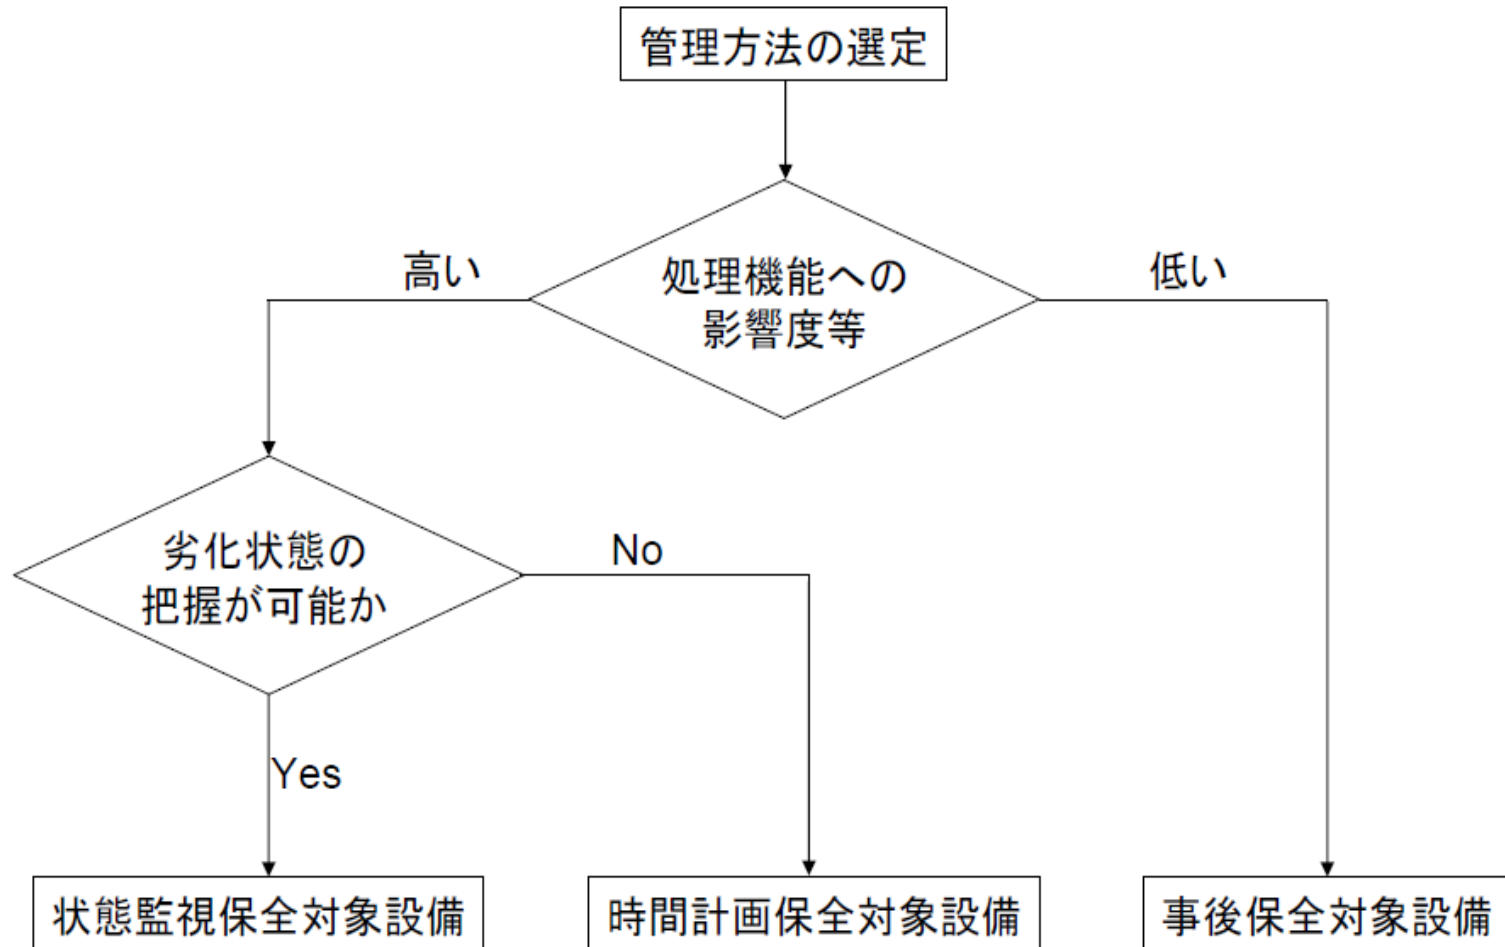 管理方法の選定
高い
処理機能への
影響度等
低い
劣化状態の
把握が可能か
No
Yes
状態監視保全対象設備
時間計画保全対象設備
事後保全対象設備